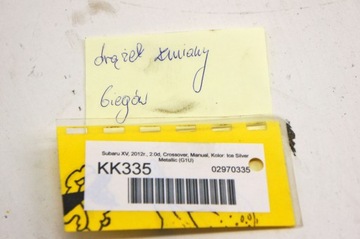 drążek zmiany
biegów
Subaru XV, 2012r., 2.0d, Crossover, Manual, Kolor: Ice Silver
Metallic (G1U)
KK335
02970335